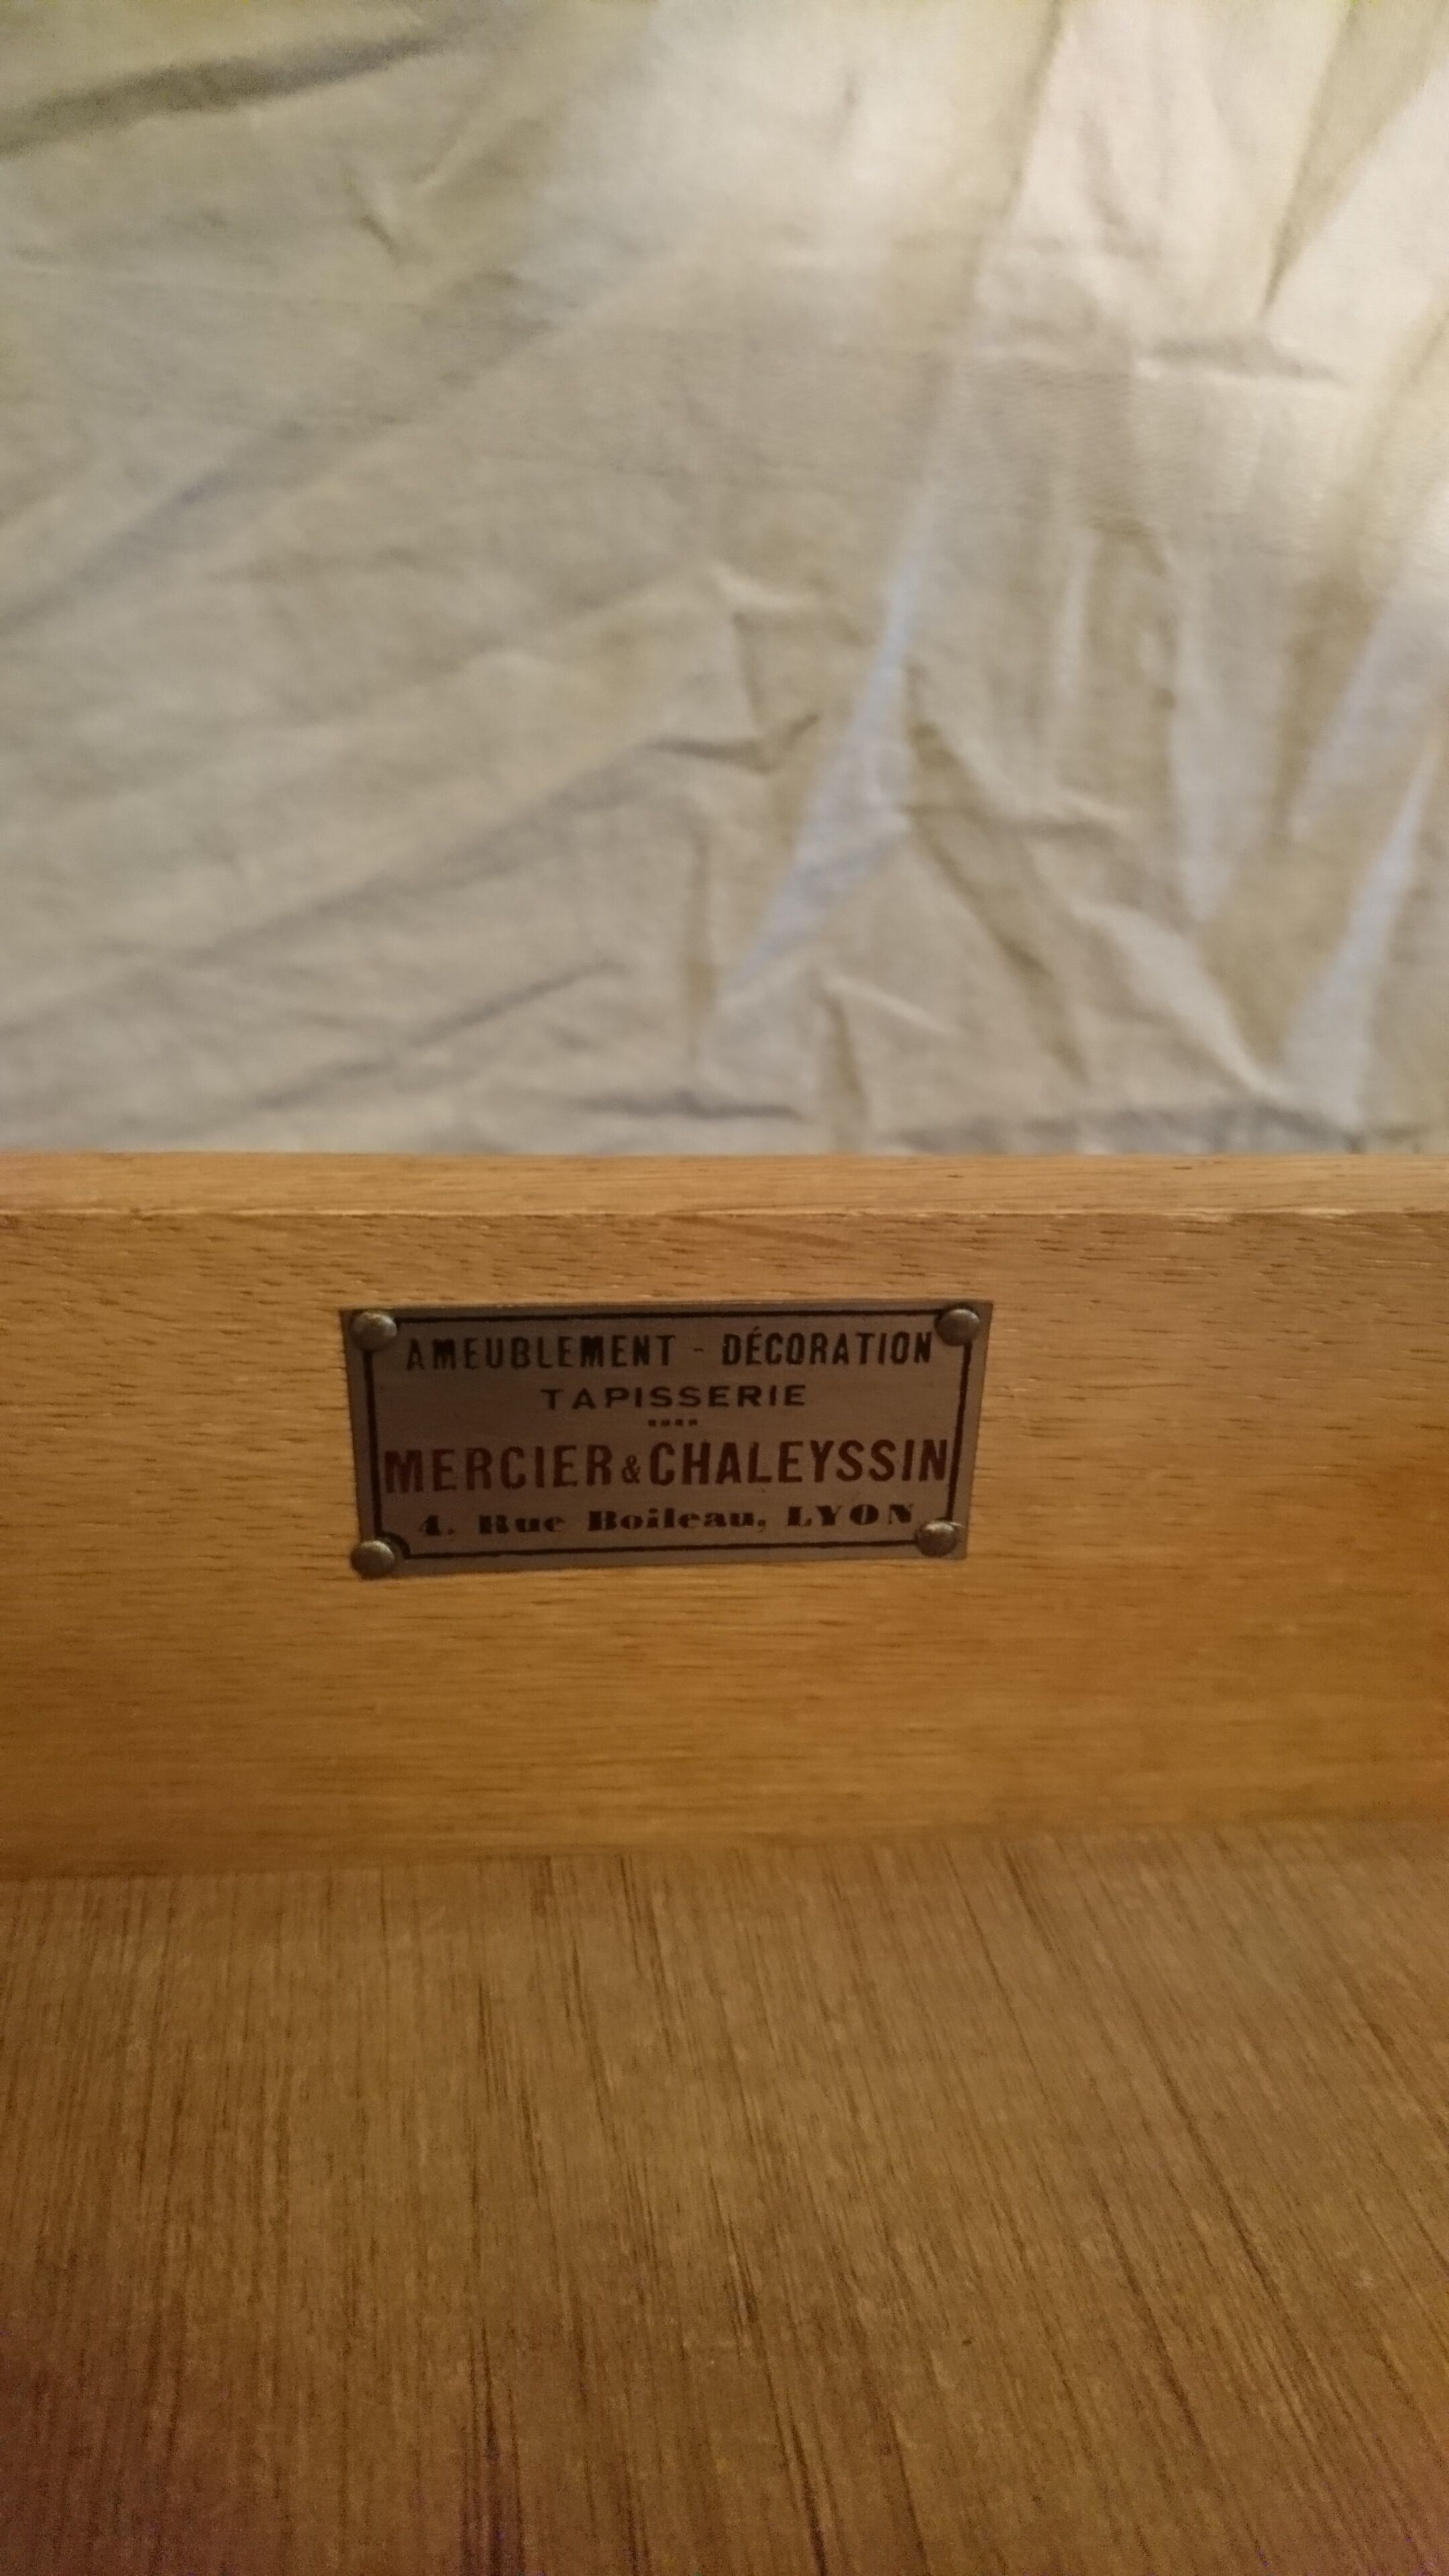 AMEUBLEMENT - DÉCORATION
TAPISSERIE
MERCIER & CHALEYSSIN
4. Rue Boileau, LYON